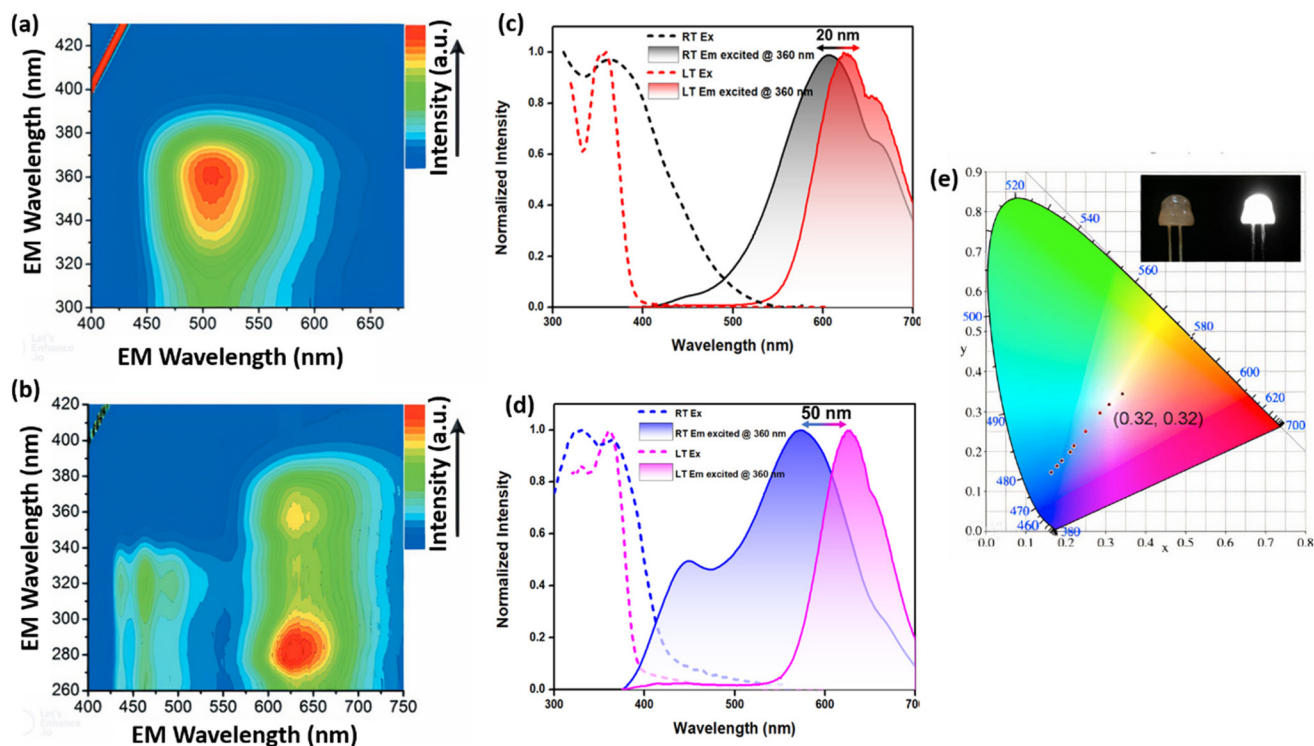 (a)
EM Wavelength (nm)
420
400
380
360
340
320
300
400 450 500 550 600 650
EM Wavelength (nm)
Intensity (a.u.)
Let's
Enhance
.io
(b)
EM Wavelength (nm)
420
400
380
360
340
320
300
280
260
400 450 500 550 600 650 700 750
EM Wavelength (nm)
Intensity (a.u.)
Let's
Enhance
.io
(c)
20 nm
RT Ex
RT Em excited @ 360 nm
LT Ex
LT Em excited @ 360 nm
Normalized Intensity
1.0
0.8
0.6
0.4
0.2
0.0
300 400 500 600 700
Wavelength (nm)
(d)
50 nm
RT Ex
RT Em excited @ 360 nm
LT Ex
LT Em excited @ 360 nm
Normalized Intensity
1.0
0.8
0.6
0.4
0.2
0.0
300 400 500 600 700
Wavelength (nm)
(e)
0.9
0.8
0.7
0.6
0.5
y
0.4
0.3
0.2
0.1
0.0
0.0 0.1 0.2 0.3 0.4 0.5 0.6 0.7 0.8
x
520
540
560
580
600
620
700
500
490
480
470
460
380
(0.32, 0.32)